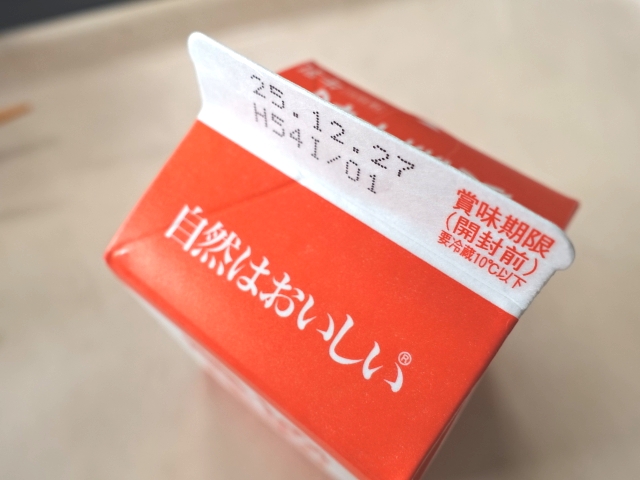 25.12.27
H541/01
賞味期限
(開封前)
要冷蔵10℃以下
自然はおいしい®